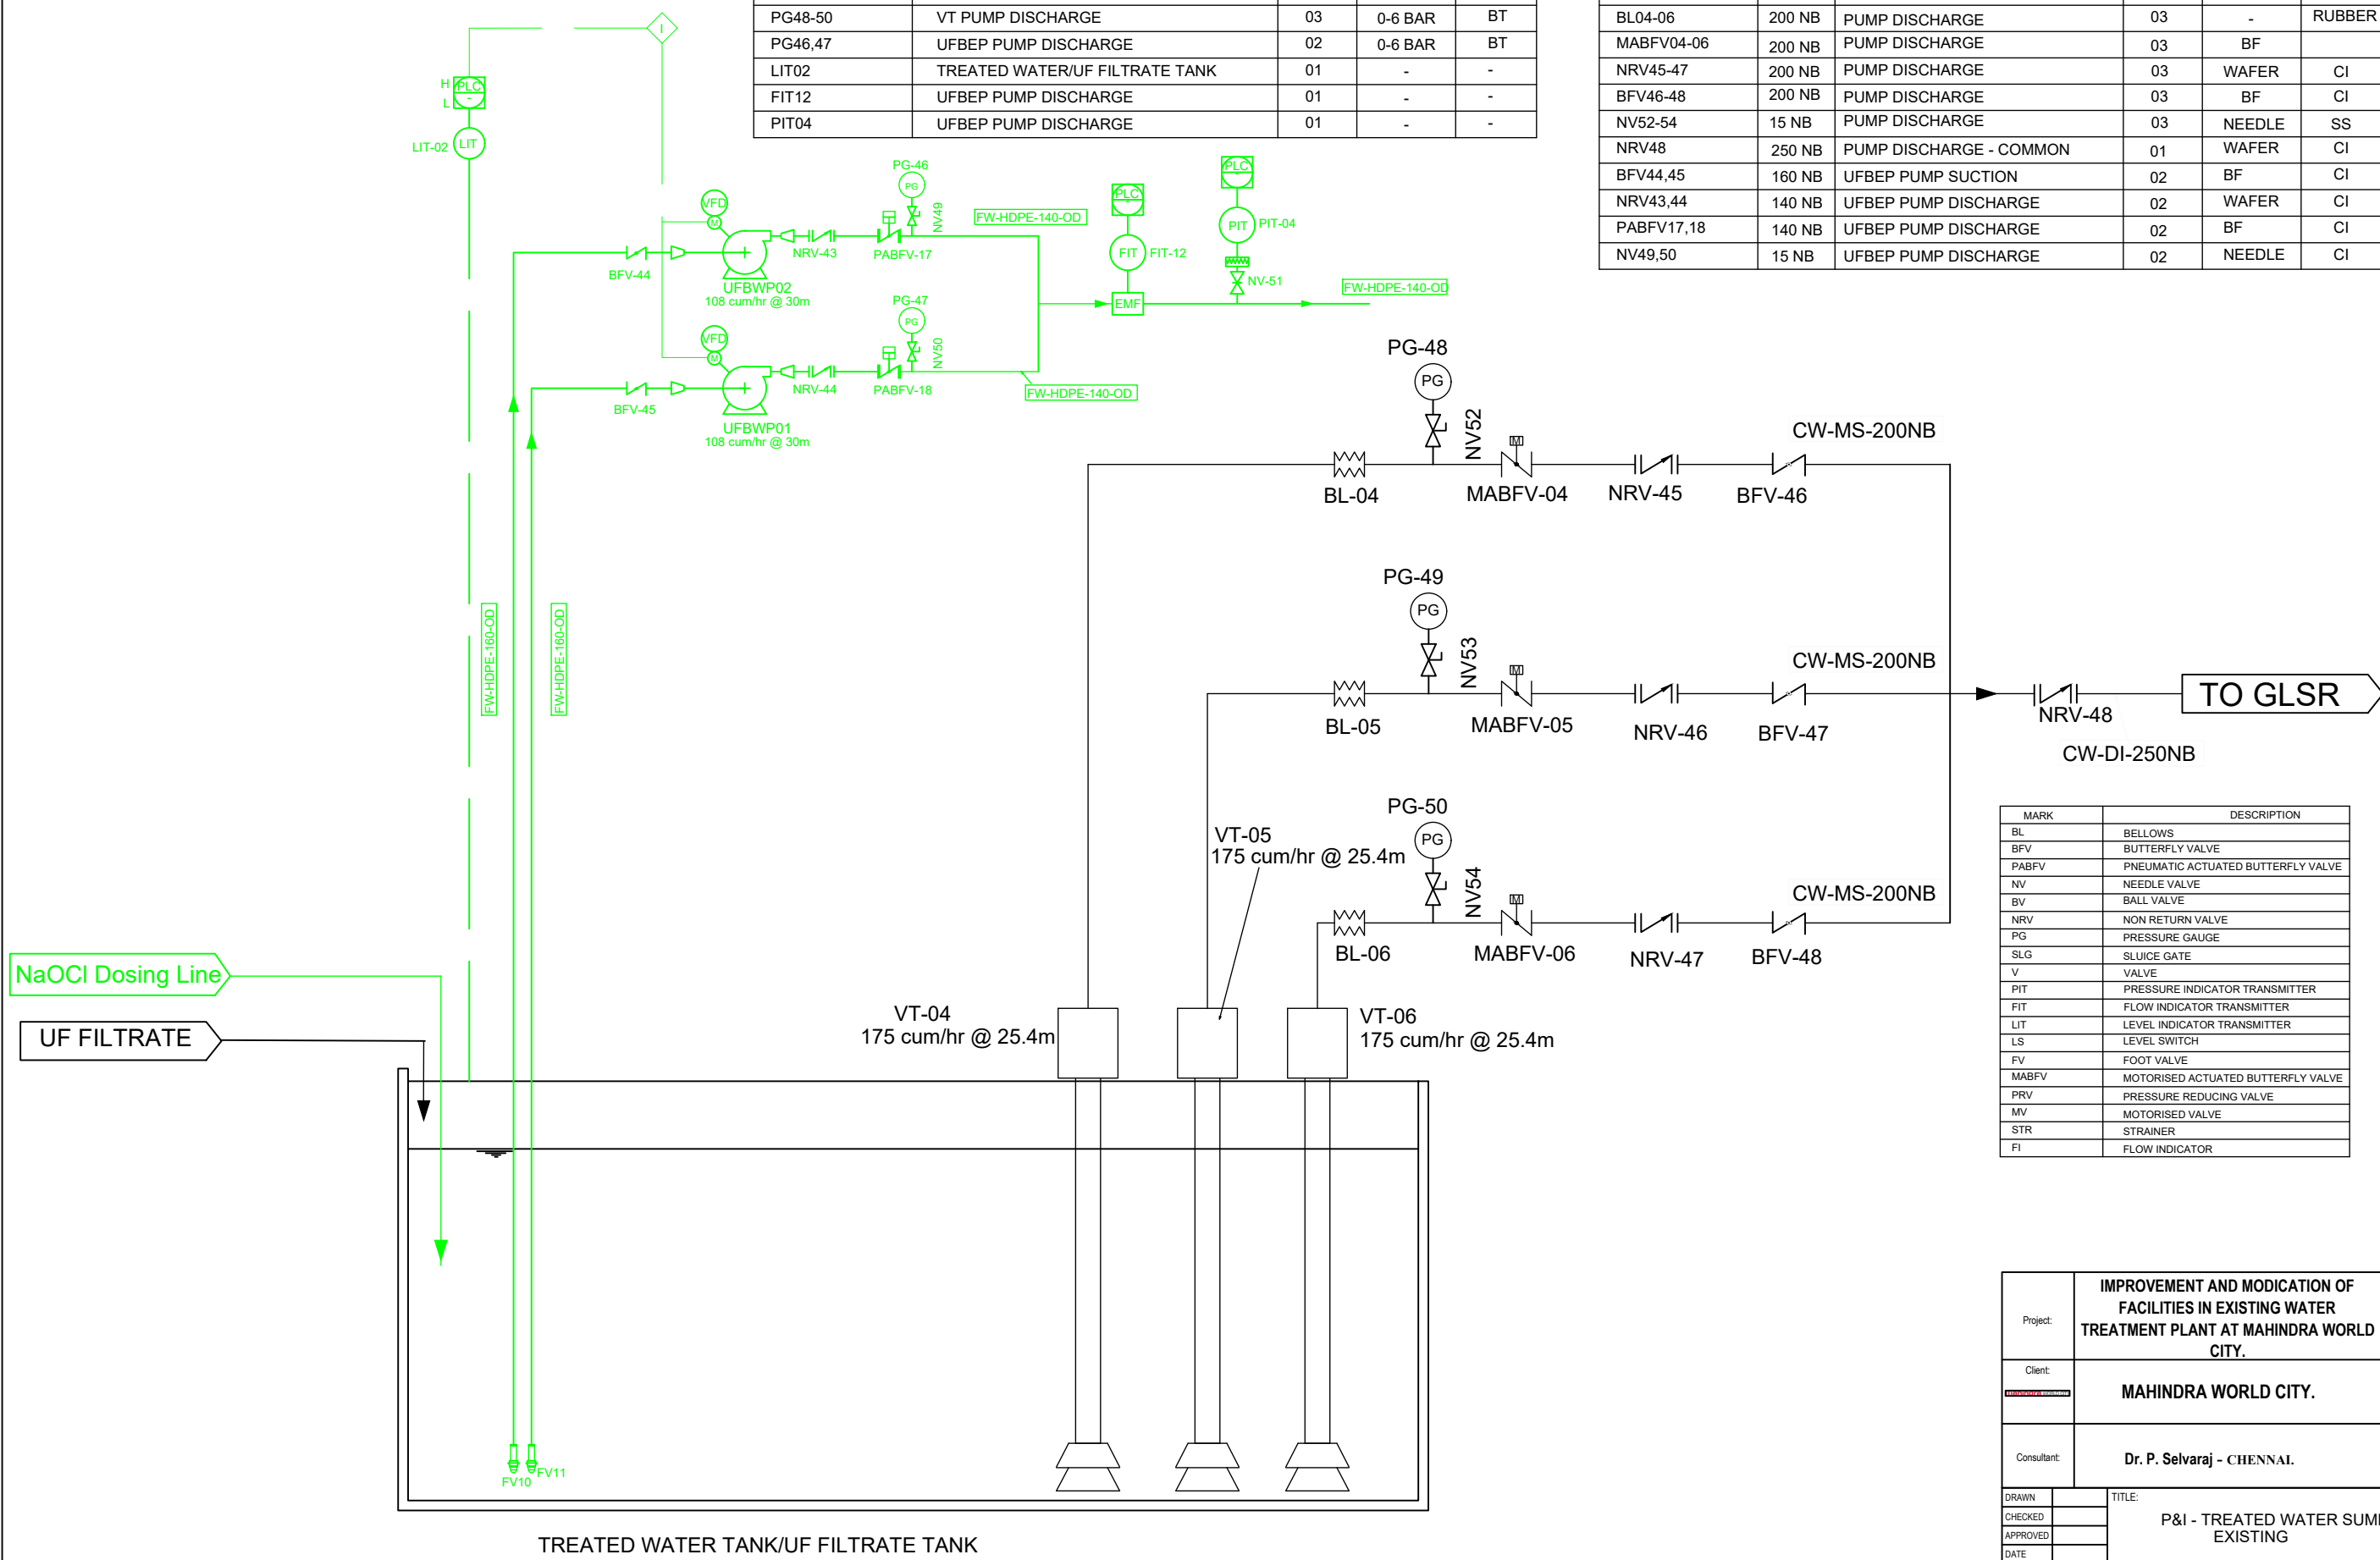 PG48-50 VT PUMP DISCHARGE 03 0-6 BAR BT
PG46,47 UFBEP PUMP DISCHARGE 02 0-6 BAR BT
LIT02 TREATED WATER/UF FILTRATE TANK 01 - -
FIT12 UFBEP PUMP DISCHARGE 01 - -
PIT04 UFBEP PUMP DISCHARGE 01 - -
BL04-06 200 NB PUMP DISCHARGE 03 - RUBBER
MABFV04-06 200 NB PUMP DISCHARGE 03 BF
NRV45-47 200 NB PUMP DISCHARGE 03 WAFER CI
BFV46-48 200 NB PUMP DISCHARGE 03 BF CI
NV52-54 15 NB PUMP DISCHARGE 03 NEEDLE SS
NRV48 250 NB PUMP DISCHARGE - COMMON 01 WAFER CI
BFV44,45 160 NB UFBEP PUMP SUCTION 02 BF CI
NRV43,44 140 NB UFBEP PUMP DISCHARGE 02 WAFER CI
PABFV17,18 140 NB UFBEP PUMP DISCHARGE 02 BF CI
NV49,50 15 NB UFBEP PUMP DISCHARGE 02 NEEDLE CI
I
H
PLC
-
L
LIT-02
LIT
VFD
M
BFV-44
UFBWP02
108 cum/hr @ 30m
NRV-43
PABFV-17
PG-46
PG
NV49
FW-HDPE-140-OD
PLC
FIT
FIT-12
EMF
PLC
PIT
PIT-04
NV-51
FW-HDPE-140-OD
VFD
M
BFV-45
UFBWP01
108 cum/hr @ 30m
NRV-44
PABFV-18
PG-47
PG
NV50
FW-HDPE-140-OD
FW-HDPE-160-OD
FW-HDPE-160-OD
PG-48
PG
NV52
M
CW-MS-200NB
BL-04
MABFV-04
NRV-45
BFV-46
PG-49
PG
NV53
M
CW-MS-200NB
BL-05
MABFV-05
NRV-46
BFV-47
NRV-48
TO GLSR
CW-DI-250NB
PG-50
PG
NV54
M
CW-MS-200NB
BL-06
MABFV-06
NRV-47
BFV-48
VT-05
175 cum/hr @ 25.4m
VT-04
175 cum/hr @ 25.4m
VT-06
175 cum/hr @ 25.4m
NaOCl Dosing Line
UF FILTRATE
FV10
FV11
TREATED WATER TANK/UF FILTRATE TANK
MARK DESCRIPTION
BL BELLOWS
BFV BUTTERFLY VALVE
PABFV PNEUMATIC ACTUATED BUTTERFLY VALVE
NV NEEDLE VALVE
BV BALL VALVE
NRV NON RETURN VALVE
PG PRESSURE GAUGE
SLG SLUICE GATE
V VALVE
PIT PRESSURE INDICATOR TRANSMITTER
FIT FLOW INDICATOR TRANSMITTER
LIT LEVEL INDICATOR TRANSMITTER
LS LEVEL SWITCH
FV FOOT VALVE
MABFV MOTORISED ACTUATED BUTTERFLY VALVE
PRV PRESSURE REDUCING VALVE
MV MOTORISED VALVE
STR STRAINER
FI FLOW INDICATOR
Project:
IMPROVEMENT AND MODICATION OF
FACILITIES IN EXISTING WATER
TREATMENT PLANT AT MAHINDRA WORLD
CITY.
Client:
MAHINDRA WORLD CITY.
Consultant:
Dr. P. Selvaraj - CHENNAI.
DRAWN
CHECKED
APPROVED
DATE
TITLE:
P&I - TREATED WATER SUM
EXISTING